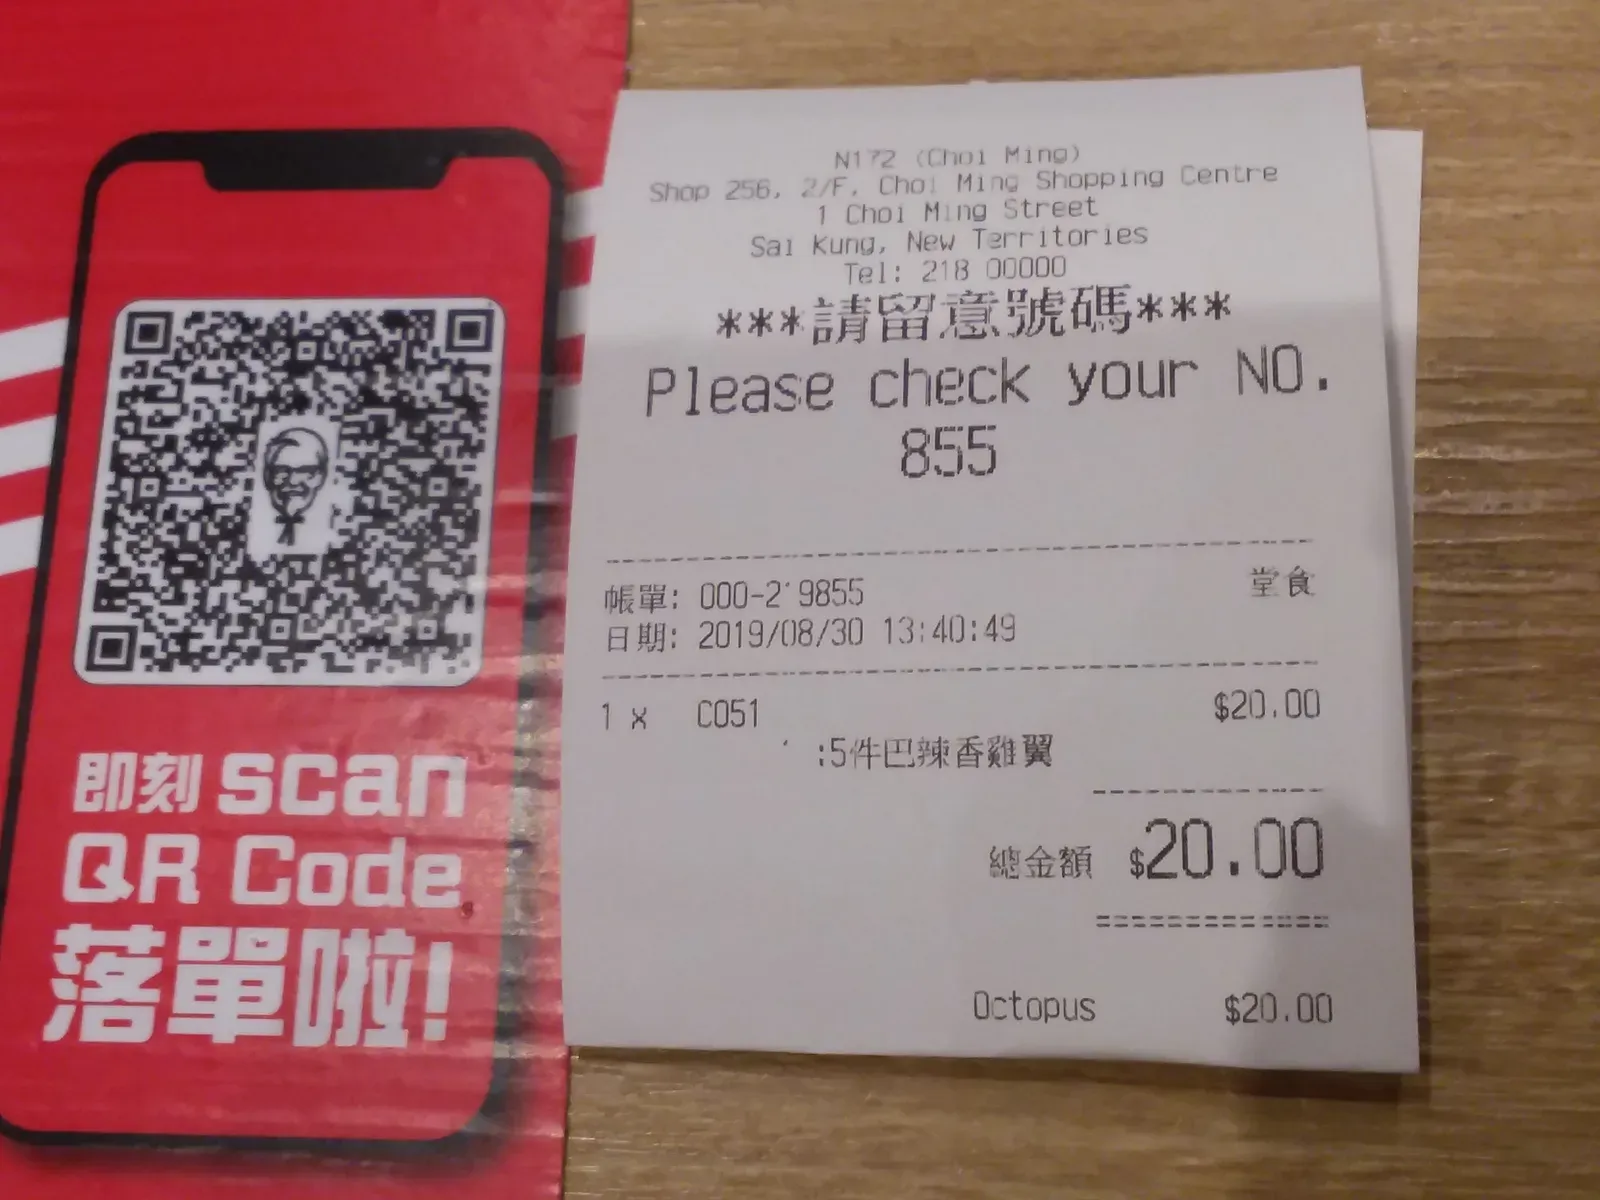 即刻 scan
QR Code
落單啦!
N172 (Choi Ming)
Shop 256, 2/F, Choi Ming Shopping Centre
1 Choi Ming Street
Sai Kung, New Territories
Tel: 218 00000
***請留意號碼***
Please check your NO.
855
帳單: 堂食
日期: 2019/08/30 13:40:49
1 x C051 $20.00
:5件巴辣香雞翼
總金額 $20.00
Octopus $20.00